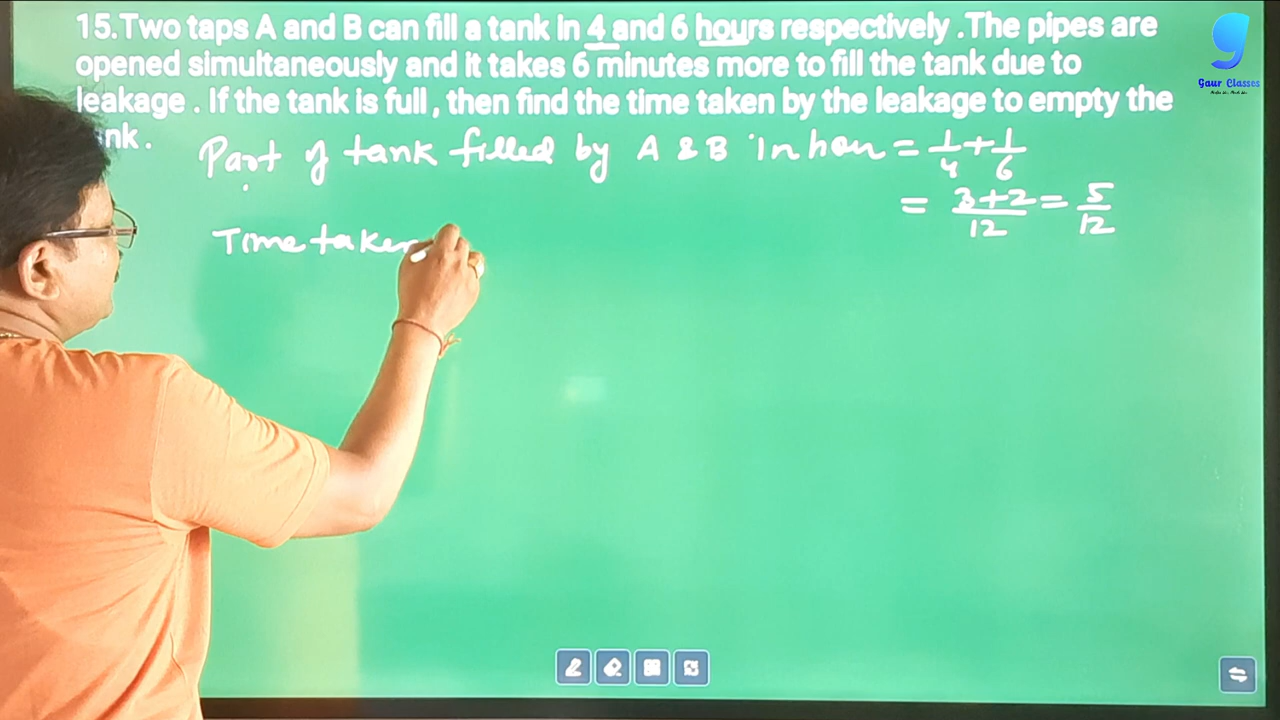 15.Two taps A and B can fill a tank in 4 and 6 hours respectively .The pipes are
opened simultaneously and it takes 6 minutes more to fill the tank due to
leakage . If the tank is full , then find the time taken by the leakage to empty the
nk .
Part of tank filled by A & B in hour = 1/4 + 1/6
= 3+2/12 = 5/12
Time taken
g
Gaur Classes